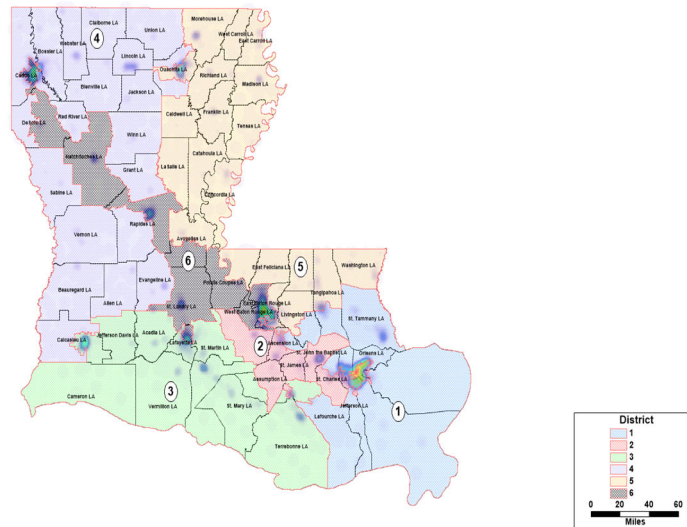 Claiborne LA
Morehouse LA
Union LA
West Carroll LA
East Carroll LA
Webster LA
Bossier LA
4
Lincoln LA
Ouachita LA
Richland LA
Caddo LA
Madison LA
Bienville LA
Jackson LA
Red River LA
Caldwell LA
Franklin LA
Tensas LA
DeSoto LA
Winn LA
Natchitoches LA
Catahoula LA
LaSalle LA
Grant LA
Sabine LA
Concordia LA
Rapides LA
Vernon LA
Avoyelles LA
Washington LA
6
East Feliciana LA
5
Evangeline LA
Pointe Coupee LA
Tangipahoa LA
Beauregard LA
Allen LA
St. Landry LA
East Baton Rouge LA
West Baton Rouge LA
Livingston LA
St. Tammany LA
Jefferson Davis LA
Acadia LA
Calcasieu LA
Lafayette LA
St. Martin LA
2
Ascension LA
St. John the Baptist LA
Orleans LA
St. James LA
Assumption LA
St. Charles LA
3
Cameron LA
Vermilion LA
St. Mary LA
Jefferson LA
1
Lafourche LA
Terrebonne LA
District
1
2
3
4
5
6
0 20 40 60
Miles